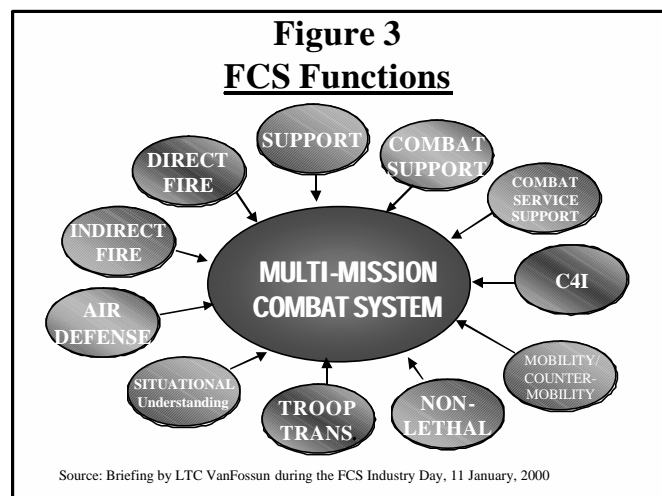 Figure 3
FCS Functions
SUPPORT
COMBAT
SUPPORT
DIRECT
FIRE
COMBAT
SERVICE
SUPPORT
INDIRECT
FIRE
MULTI-MISSION
COMBAT SYSTEM
C4I
AIR
DEFENSE
MOBILITY/
COUNTER-
MOBILITY
SITUATIONAL
Understanding
TROOP
TRANS.
NON-
LETHAL
Source: Briefing by LTC VanFossun during the FCS Industry Day, 11 January, 2000